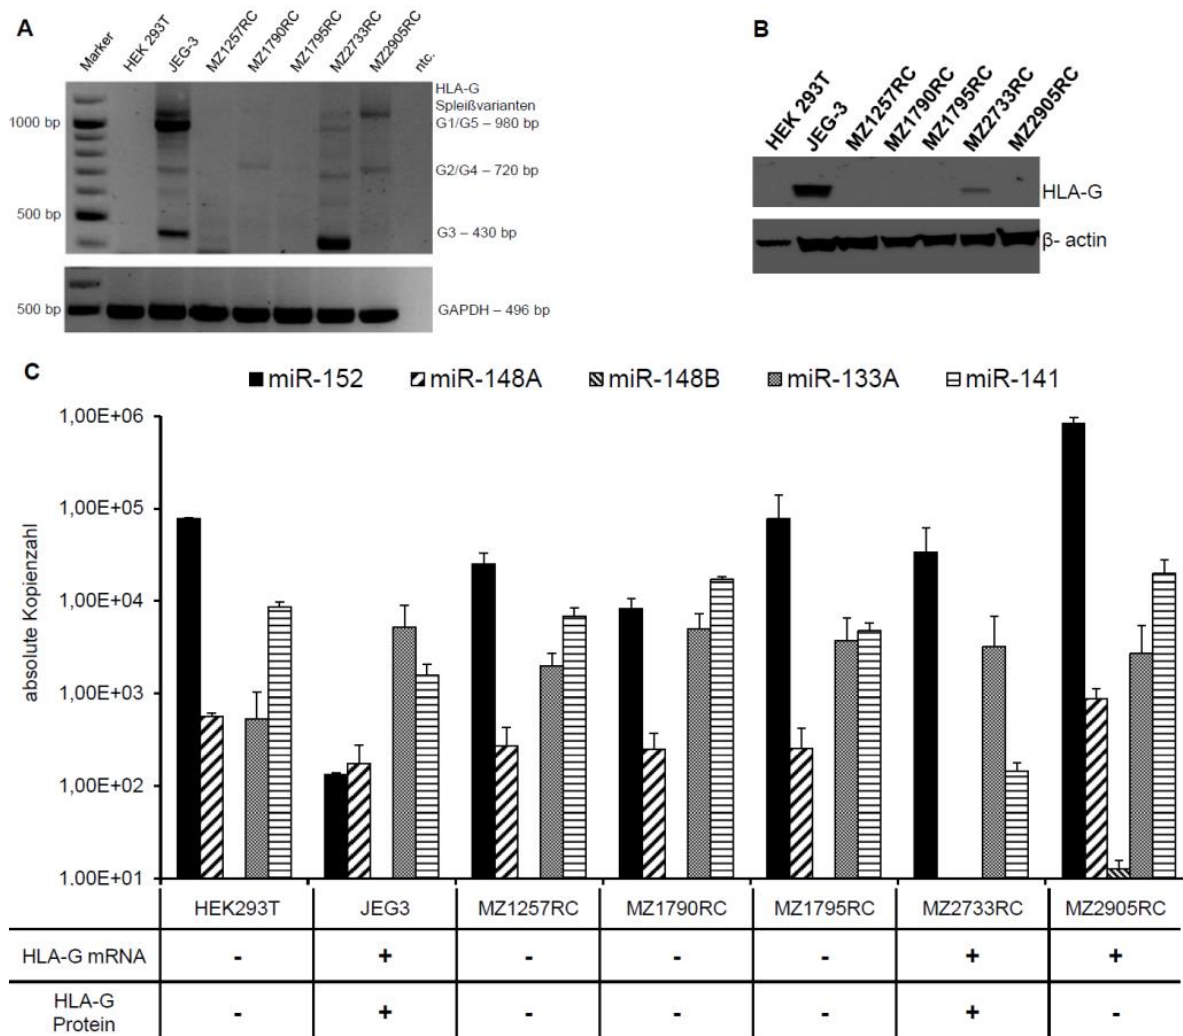 A
Marker
HEK 293T
JEG-3
MZ1257RC
MZ1790RC
MZ1795RC
MZ2733RC
MZ2905RC
ntc.
HLA-G
Spleißvarianten
1000 bp
G1/G5 – 980 bp
G2/G4 – 720 bp
500 bp
G3 – 430 bp
500 bp
GAPDH – 496 bp
B
HEK 293T
JEG-3
MZ1257RC
MZ1790RC
MZ1795RC
MZ2733RC
MZ2905RC
HLA-G
β- actin
C
miR-152 miR-148A miR-148B miR-133A miR-141
absolute Kopienzahl
1,00E+06
1,00E+05
1,00E+04
1,00E+03
1,00E+02
1.00E+01
HEK293T JEG3 MZ1257RC MZ1790RC MZ1795RC MZ2733RC MZ2905RC
HLA-G mRNA - + - - - + +
HLA-G
Protein - + - - - + -